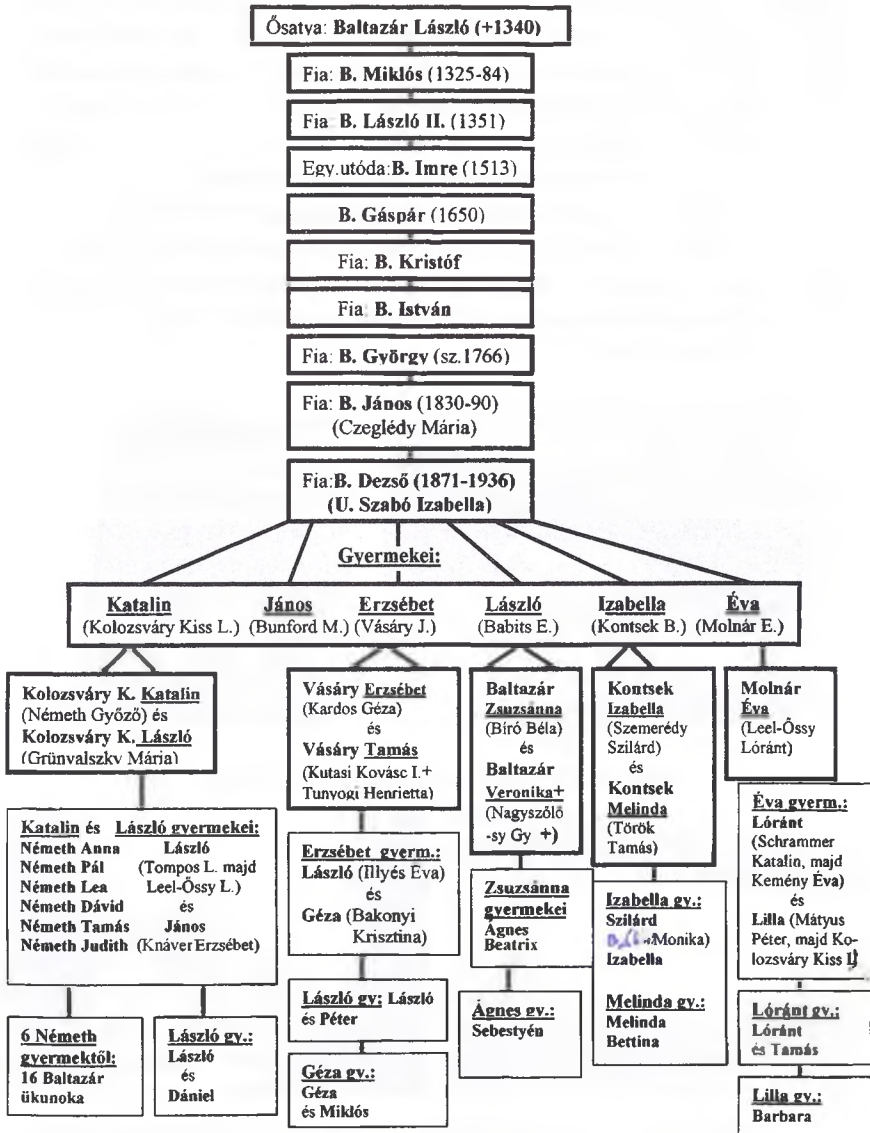 Ősatya: Baltazár László (+1340)
Fia: B. Miklós (1325-84)
Fia B. László II. (1351)
Egy.utóda: B. Imre (1513)
B. Gáspár (1650)
Fia: B. Kristóf
Fia: B. István
Fia: B. György (sz.1766)
Fia: B. János (1830-90)
(Czeglédy Mária)
Fia:B. Dezső (1871-1936)
(U. Szabó Izabella)
Gyermekei:
Katalin
(Kolozsváry Kiss L.)
János
(Bunford M.)
Erzsébet
(Vásáry J.)
László
(Babits E.)
Izabella
(Kontsek B.)
Éva
(Molnár E.)
Kolozsváry K. Katalin
(Németh Győző) és
Kolozsváry K. László
(Grünvalszky Mária)
Vásáry Erzsébet
(Kardos Géza)
és
Vásáry Tamás
(Kutasi Kovásc I.+
Tunyogi Henrietta)
Baltazár
Zsuzsánna
(Bíró Béla)
és
Baltazár
Veronika+
(Nagyszőlő
-sy Gy +)
Kontsek
Izabella
(Szemerédy
Szilárd)
és
Kontsek
Melinda
(Török
Tamás)
Molnár
Éva
(Leel-Őssy
Lóránt)
Katalin és László gyermekei:
Németh Anna
Németh Pál
Németh Lea
Németh Dávid
Németh Tamás
Németh Judith
László
(Tompos L. majd
Leel-Őssy L.)
és
János
(Knáver Erzsébet)
Erzsébet gyerm.:
László (Illyés Éva)
és
Géza (Bakonyi
Krisztina)
Zsuzsánna
gyermekei
Ágnes
Beatrix
Izabella gy.:
Szilárd
Monika)
Izabella
Melinda gy.:
Melinda
Bettina
Éva gyerm.:
Lóránt
(Schrammer
Katalin, majd
Kemény Éva)
és
Lilla (Mátyus
Péter, majd Ko-
lozsváry Kiss L)
6 Németh
gyermektől:
16 Baltazár
ükunoka
László gy.:
László
és
Dániel
László gy: László
és Péter
Géza gy.:
Géza
és Miklós
Ágnes gy.:
Sebestyén
Lóránt gy.:
Lóránt
és Tamás
Lilla gy.:
Barbara